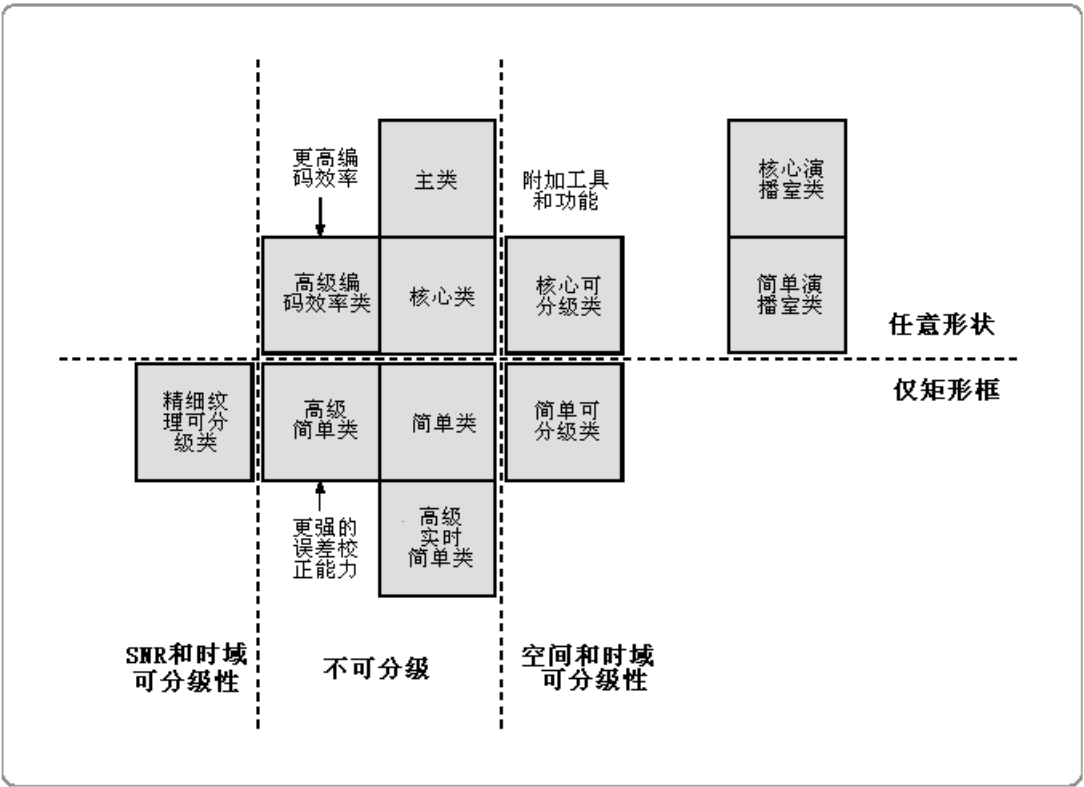 更高编
码效率
主类
附加工具
和功能
核心演
播室类
高级编
码效率类
核心类
核心可
分级类
简单演
播室类
任意形状
仅矩形框
精细纹
理可分
级类
高级
简单类
简单类
简单可
分级类
更强的
误差校
正能力
高级
实时
简单类
SNR和时域
可分级性
不可分级
空间和时域
可分级性